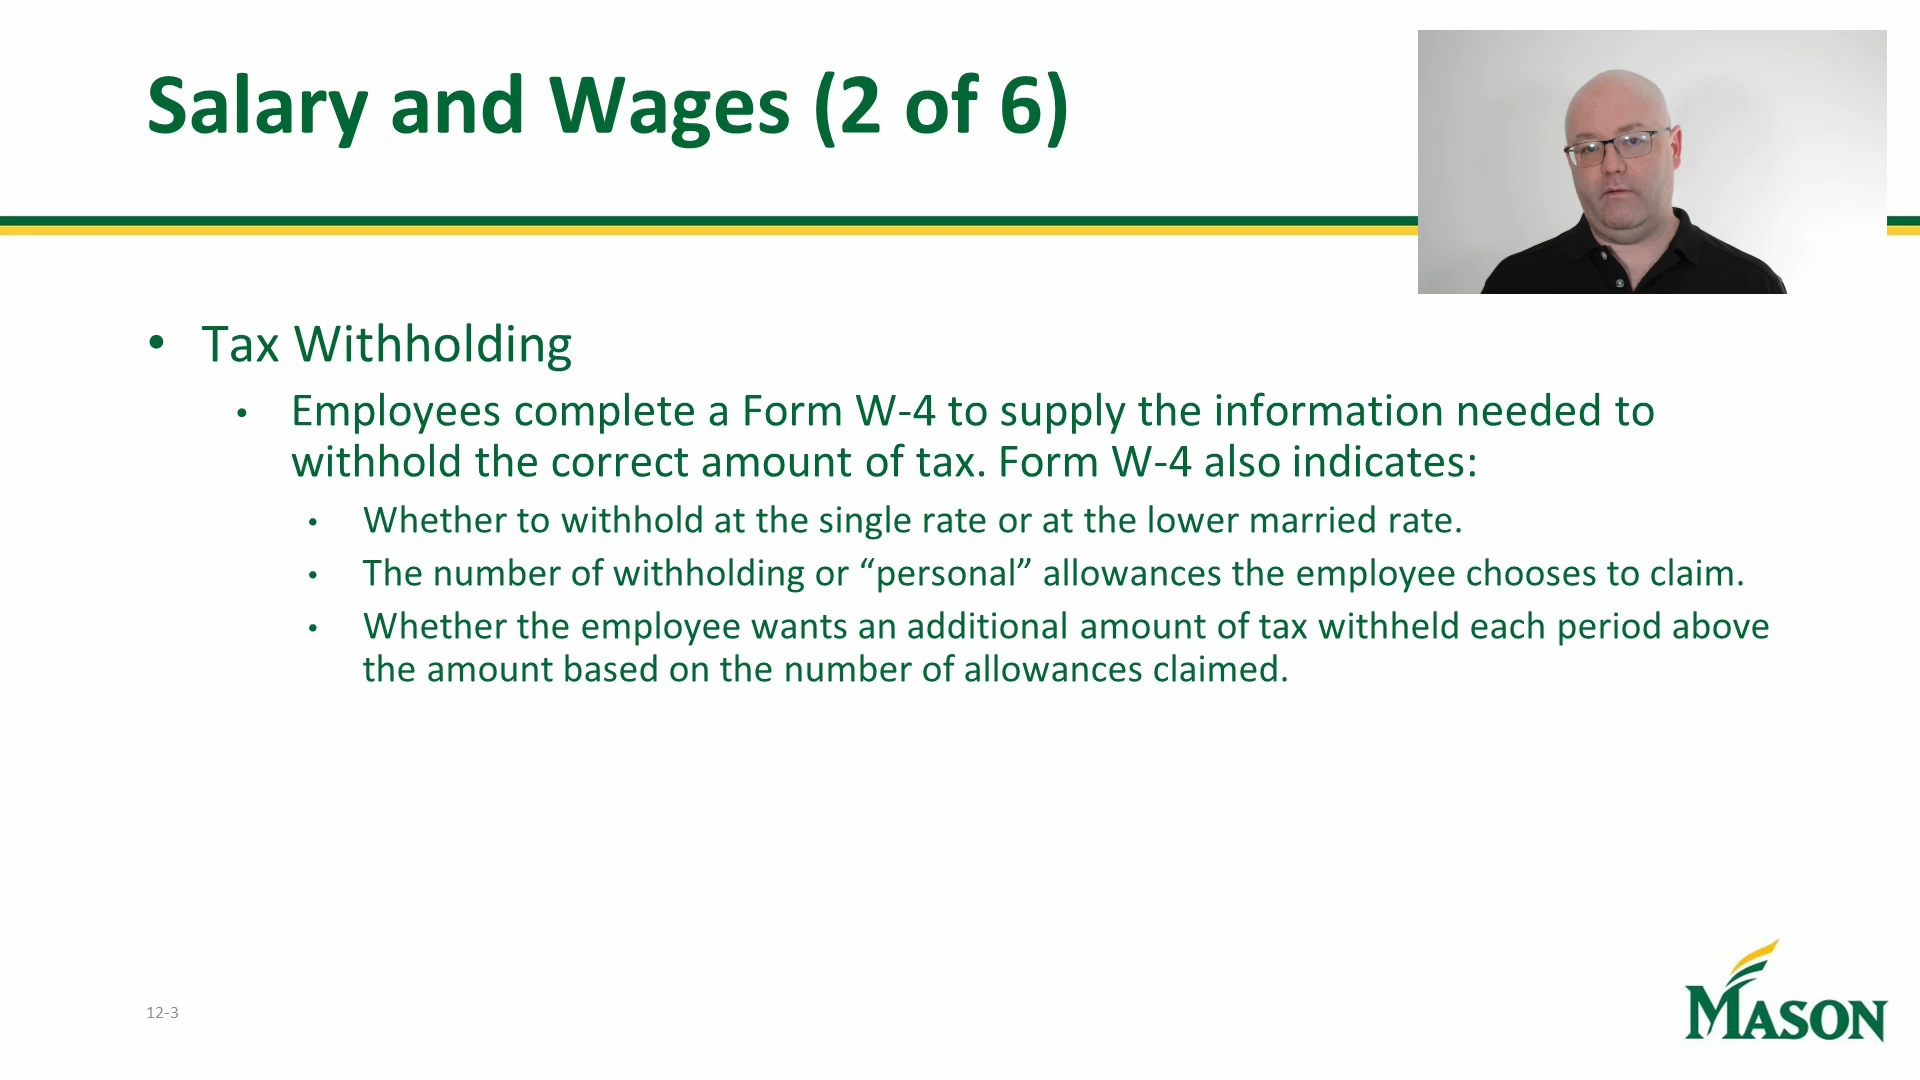 Salary and Wages (2 of 6)
• Tax Withholding
• Employees complete a Form W-4 to supply the information needed to
withhold the correct amount of tax. Form W-4 also indicates:
• Whether to withhold at the single rate or at the lower married rate.
• The number of withholding or “personal” allowances the employee chooses to claim.
• Whether the employee wants an additional amount of tax withheld each period above
the amount based on the number of allowances claimed.
12-3
MASON